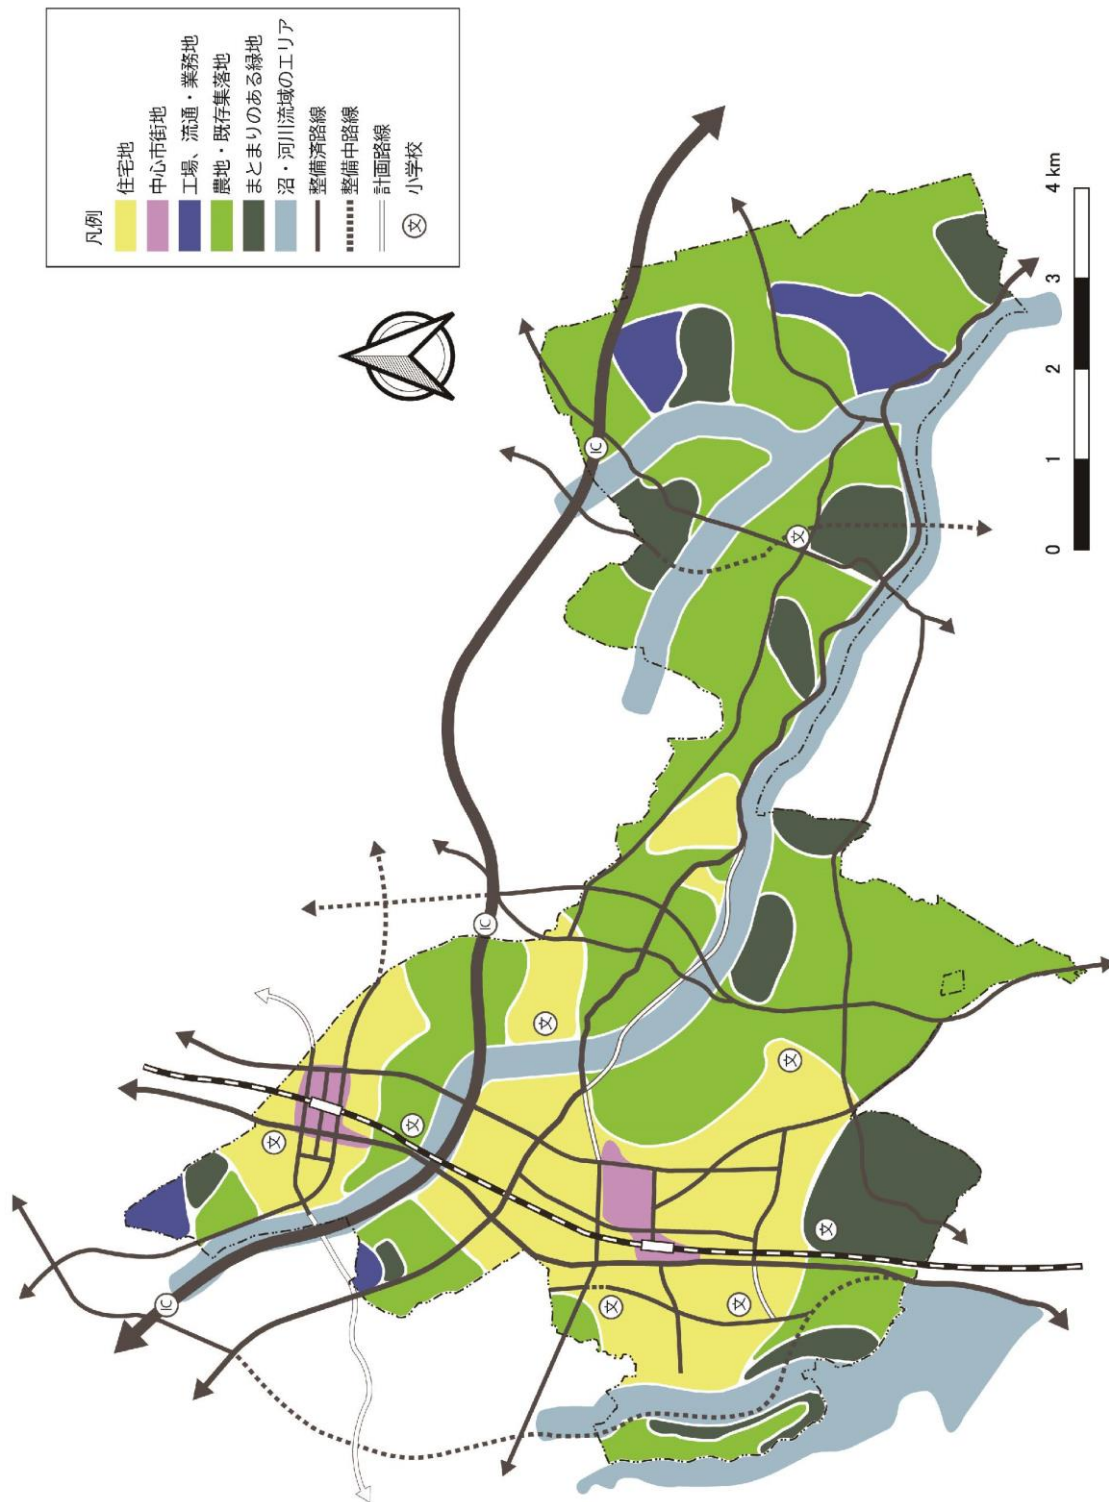 凡例
住宅地
中心市街地
工場、流通・業務地
農地・既存集落地
まとまりのある緑地
沼・河川流域のエリア
整備済路線
整備中路線
計画路線
文 小学校
IC
IC
IC
文
文
文
文
文
文
文
文
0 1 2 3 4 km